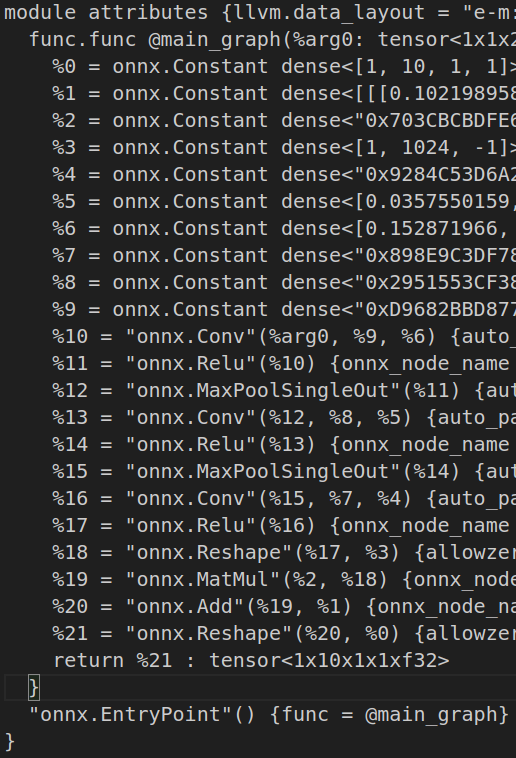 module attributes {llvm.data_layout = "e-m:
func.func @main_graph(%arg0: tensor<1x1x2
%0 = onnx.Constant dense<[1, 10, 1, 1]>
%1 = onnx.Constant dense<[[[0.102198958
%2 = onnx.Constant dense<"0x703CBCBDFE6
%3 = onnx.Constant dense<[1, 1024, -1]>
%4 = onnx.Constant dense<"0x9284C53D6A2
%5 = onnx.Constant dense<[0.0357550159,
%6 = onnx.Constant dense<[0.152871966,
%7 = onnx.Constant dense<"0x898E9C3DF78
%8 = onnx.Constant dense<"0x2951553CF38
%9 = onnx.Constant dense<"0xD9682BBD877
%10 = "onnx.Conv"(%arg0, %9, %6) {auto_
%11 = "onnx.Relu"(%10) {onnx_node_name
%12 = "onnx.MaxPoolSingleOut"(%11) {aut
%13 = "onnx.Conv"(%12, %8, %5) {auto_pa
%14 = "onnx.Relu"(%13) {onnx_node_name
%15 = "onnx.MaxPoolSingleOut"(%14) {aut
%16 = "onnx.Conv"(%15, %7, %4) {auto_pa
%17 = "onnx.Relu"(%16) {onnx_node_name
%18 = "onnx.Reshape"(%17, %3) {allowzer
%19 = "onnx.MatMul"(%2, %18) {onnx_node
%20 = "onnx.Add"(%19, %1) {onnx_node_na
%21 = "onnx.Reshape"(%20, %0) {allowzer
return %21 : tensor<1x10x1x1xf32>
}
"onnx.EntryPoint"() {func = @main_graph}
}